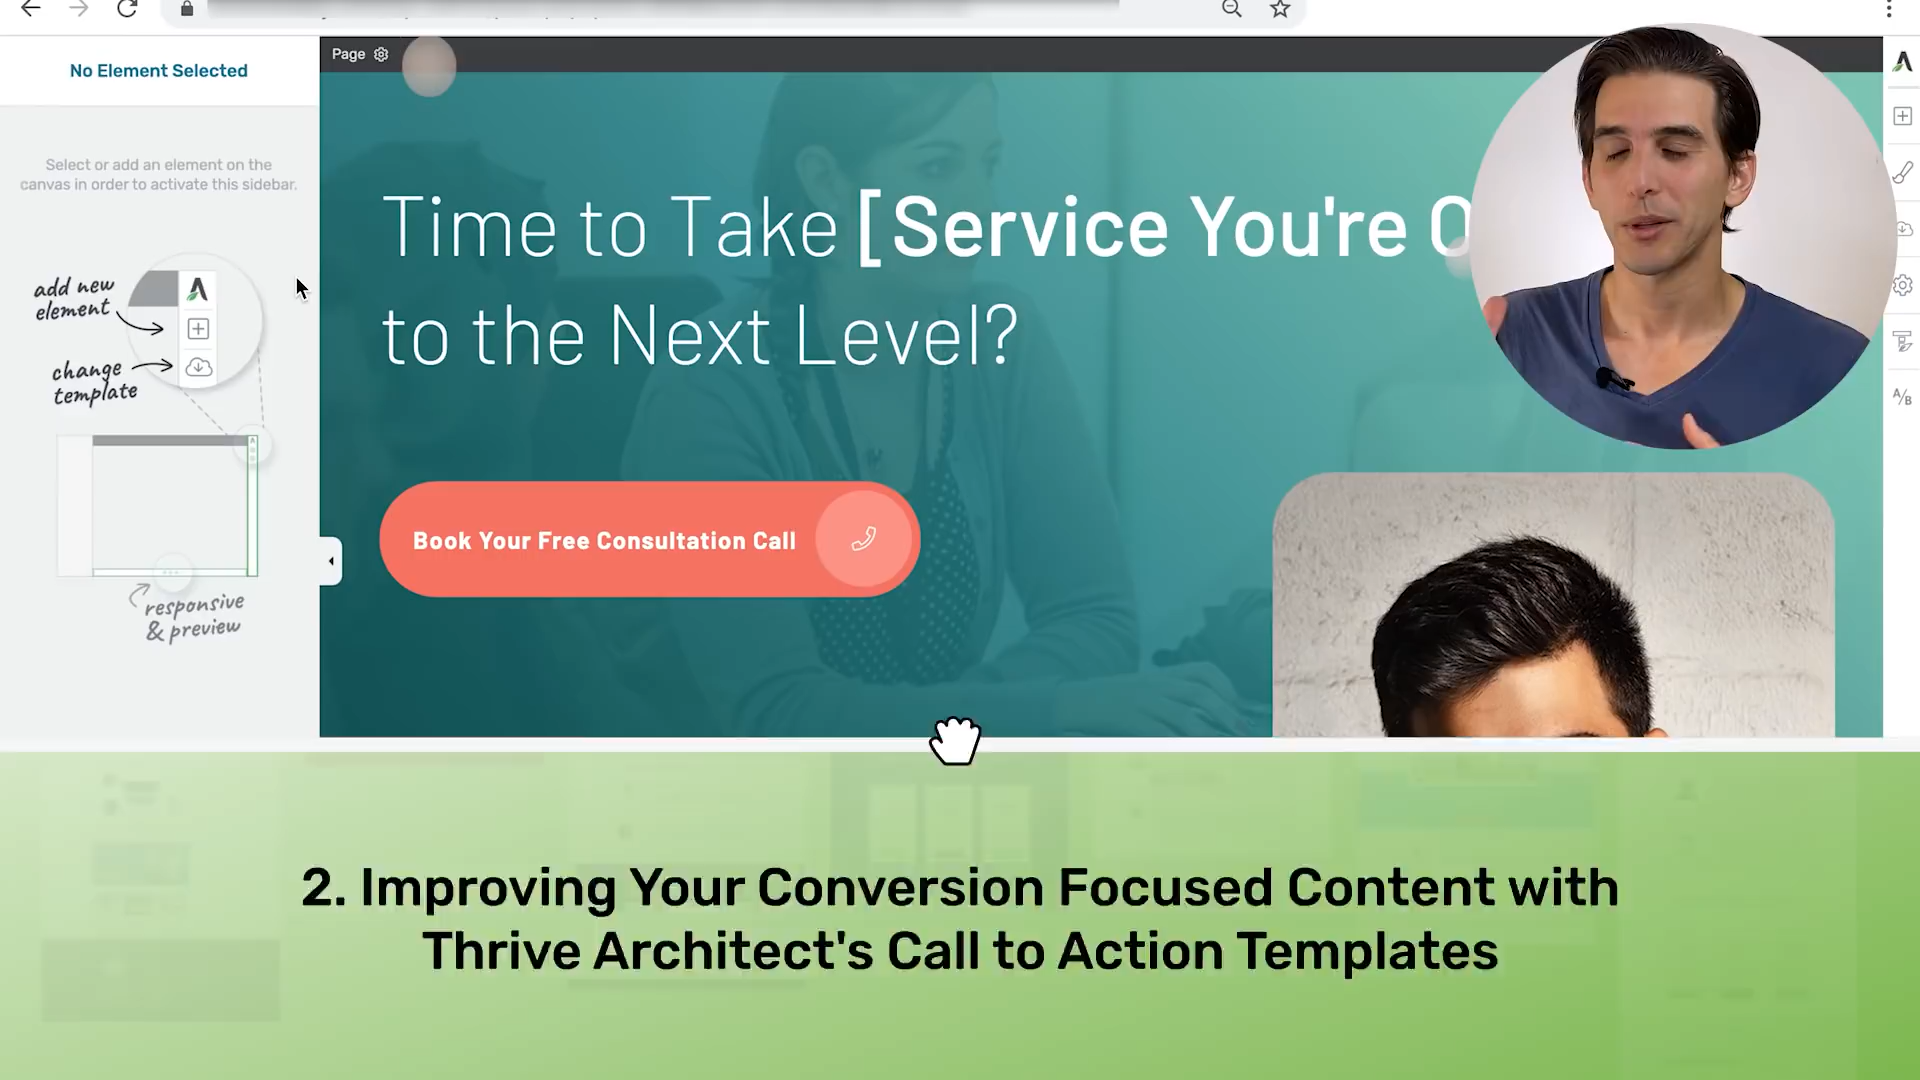 No Element Selected
Page
Select or add an element on the
canvas in order to activate this sidebar.
add new
element
change
template
responsive
& preview
Time to Take [Service You're O
to the Next Level?
Book Your Free Consultation Call
A/B
2. Improving Your Conversion Focused Content with
Thrive Architect's Call to Action Templates